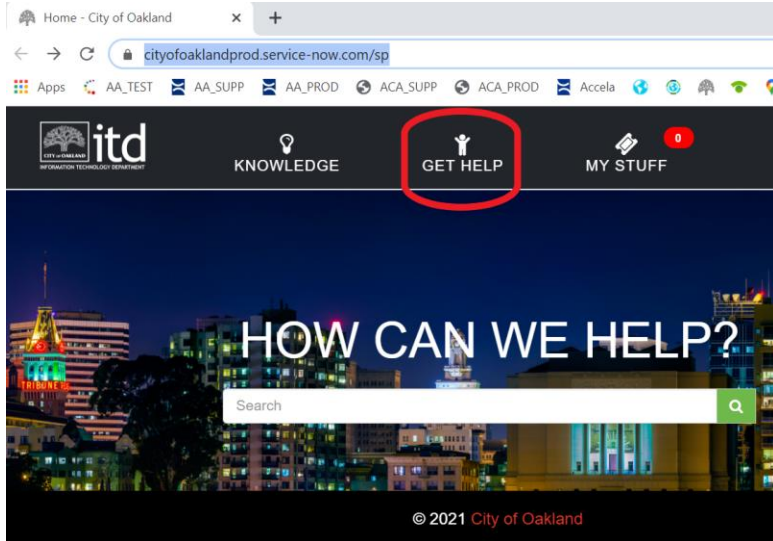 Home - City of Oakland
cityofoaklandprod.service-now.com/sp
Apps AA_TEST AA_SUPP AA_PROD ACA_SUPP ACA_PROD Accela
CITY OF OAKLAND
itd
INFORMATION TECHNOLOGY DEPARTMENT
KNOWLEDGE
GET HELP
MY STUFF
0
HOW CAN WE HELP?
TRIBUNE
Search
© 2021 City of Oakland